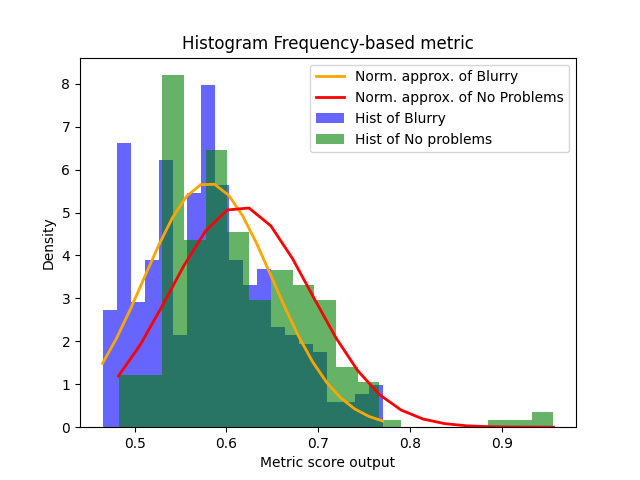 Histogram Frequency-based metric
Norm. approx. of Blurry
Norm. approx. of No Problems
Hist of Blurry
Hist of No problems
Density
8
7
6
5
4
3
2
1
0
0.5 0.6 0.7 0.8 0.9
Metric score output